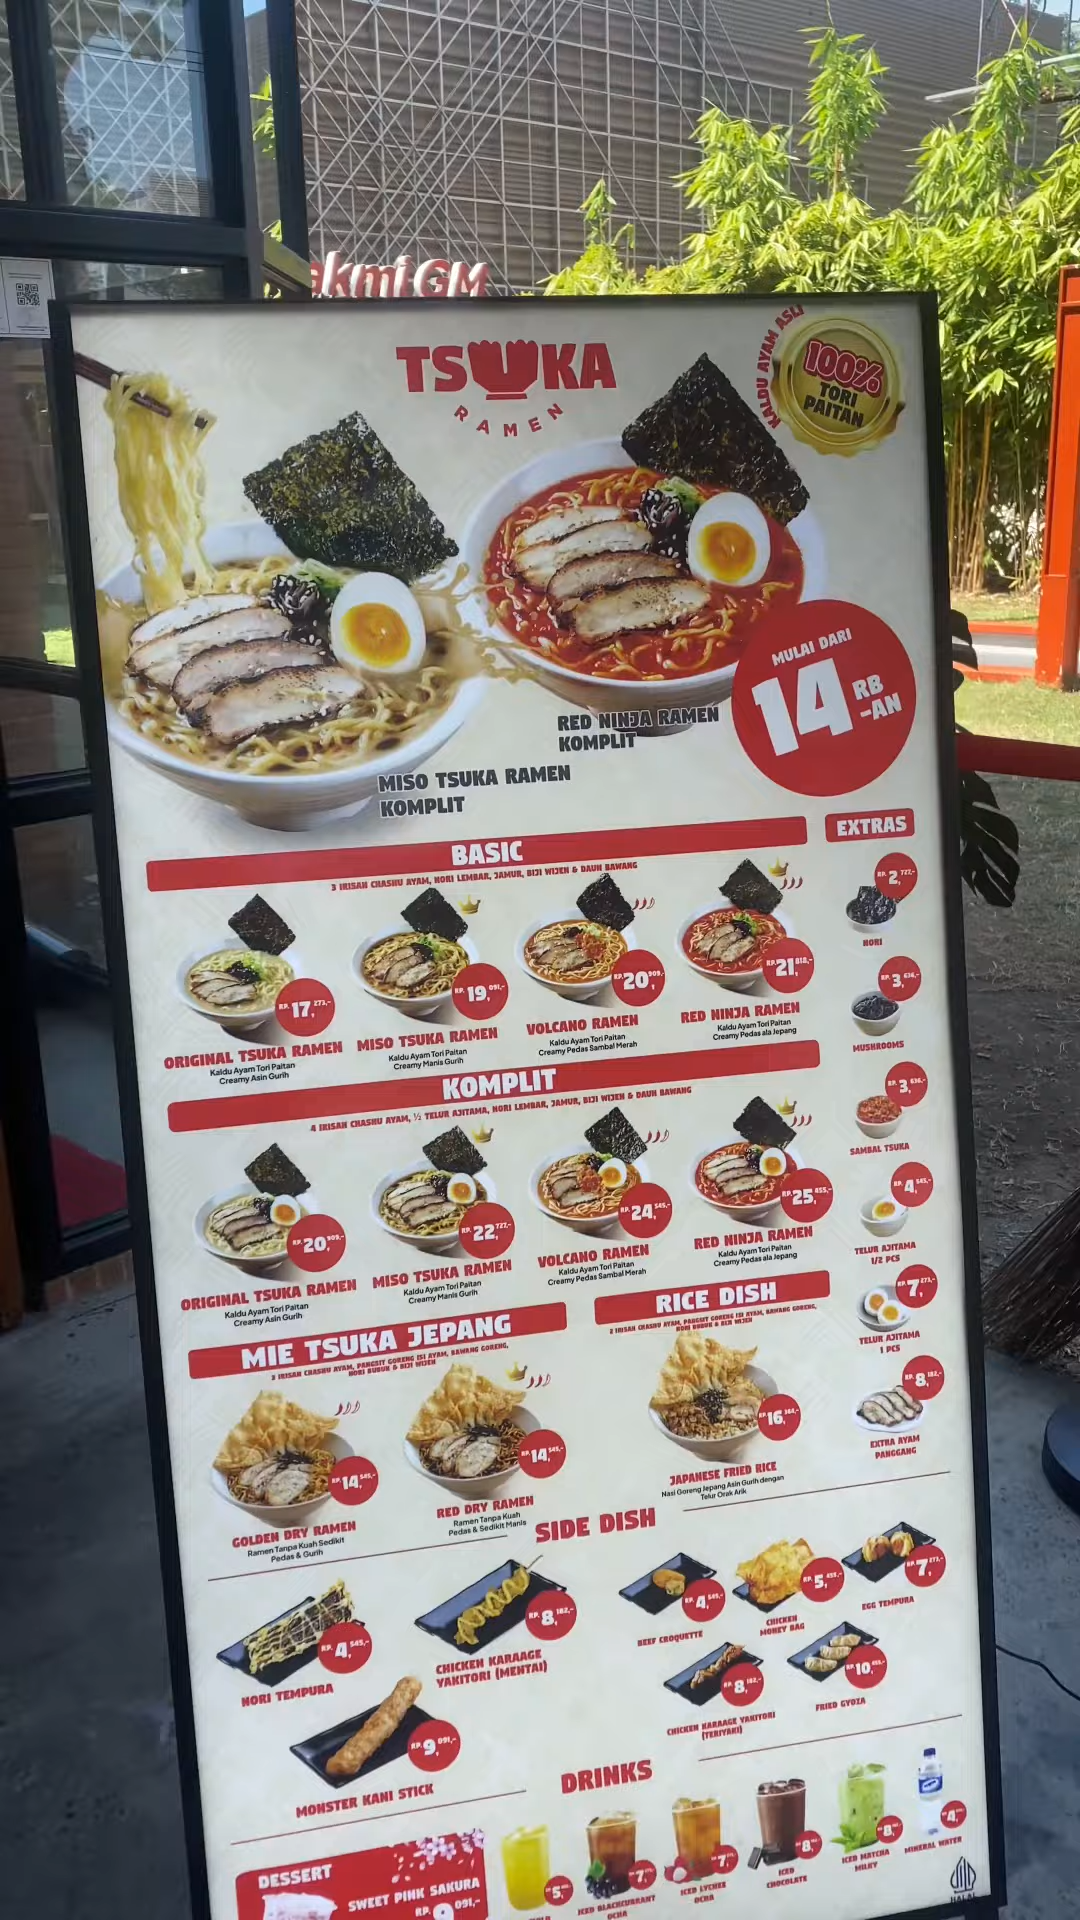 akmi GM
TSUKA
RAMEN
KALDU AYAM ASLI
100%
TORI
PAITAN
MULAI DARI
14 RB
-AN
RED NINJA RAMEN
KOMPLIT
MISO TSUKA RAMEN
KOMPLIT
BASIC
3 IRISAN CHASHU AYAM, NORI LEMBAR, JAMUR, BIJI WIJEN & DAUN BAWANG
RP. 17,273,-
ORIGINAL TSUKA RAMEN
Kaldu Ayam Tori Paitan
Creamy Asin Gurih
RP. 19,091,-
MISO TSUKA RAMEN
Kaldu Ayam Tori Paitan
Creamy Manis Gurih
RP. 20,909,-
VOLCANO RAMEN
Kaldu Ayam Tori Paitan
Creamy Pedas Sambal Merah
RP. 21,818,-
RED NINJA RAMEN
Kaldu Ayam Tori Paitan
Creamy Pedas ala Jepang
KOMPLIT
4 IRISAN CHASHU AYAM, ½ TELUR AJITAMA, NORI LEMBAR, JAMUR, BIJI WIJEN & DAUN BAWANG
RP. 20,909,-
ORIGINAL TSUKA RAMEN
Kaldu Ayam Tori Paitan
Creamy Asin Gurih
RP. 22,727,-
MISO TSUKA RAMEN
Kaldu Ayam Tori Paitan
Creamy Manis Gurih
RP. 24,545,-
VOLCANO RAMEN
Kaldu Ayam Tori Paitan
Creamy Pedas Sambal Merah
RP. 25,455,-
RED NINJA RAMEN
Kaldu Ayam Tori Paitan
Creamy Pedas ala Jepang
EXTRAS
RP. 2,727,-
NORI
RP. 3,636,-
MUSHROOMS
RP. 3,636,-
SAMBAL TSUKA
RP. 4,545,-
TELUR AJITAMA
1/2 PCS
RP. 7,273,-
TELUR AJITAMA
1 PCS
RP. 8,182,-
EXTRA AYAM
PANGGANG
MIE TSUKA JEPANG
3 IRISAN CHASHU AYAM, PANGSIT GORENG ISI AYAM, BAWANG GORENG,
NORI BUBUK & BIJI WIJEN
RP. 14,545,-
GOLDEN DRY RAMEN
Ramen Tanpa Kuah Sedikit
Pedas & Gurih
RP. 14,545,-
RED DRY RAMEN
Ramen Tanpa Kuah
Pedas & Sedikit Manis
RICE DISH
2 IRISAN CHASHU AYAM, PANGSIT GORENG ISI AYAM, BAWANG GORENG,
NORI BUBUK & BIJI WIJEN
RP. 16,364,-
JAPANESE FRIED RICE
Nasi Goreng Jepang Asin Gurih dengan
Telur Orak Arik
SIDE DISH
RP. 4,545,-
NORI TEMPURA
RP. 8,182,-
CHICKEN KARAAGE
YAKITORI (MENTAI)
RP. 9,091,-
MONSTER KANI STICK
RP. 4,545,-
BEEF CROQUETTE
RP. 5,455,-
CHICKEN
MONEY BAG
RP. 7,273,-
EGG TEMPURA
RP. 8,182,-
CHICKEN KARAAGE YAKITORI
(TERIYAKI)
RP. 10,455,-
FRIED GYOZA
DRINKS
5,
7,
ICED BLACKCURRANT
OCHA
7,
ICED LYCHEE
OCHA
8,
ICED
CHOCOLATE
8,
ICED MATCHA
MILKY
4,
MINERAL WATER
DESSERT
SWEET PINK SAKURA
RP. 9,091,-
HALAL